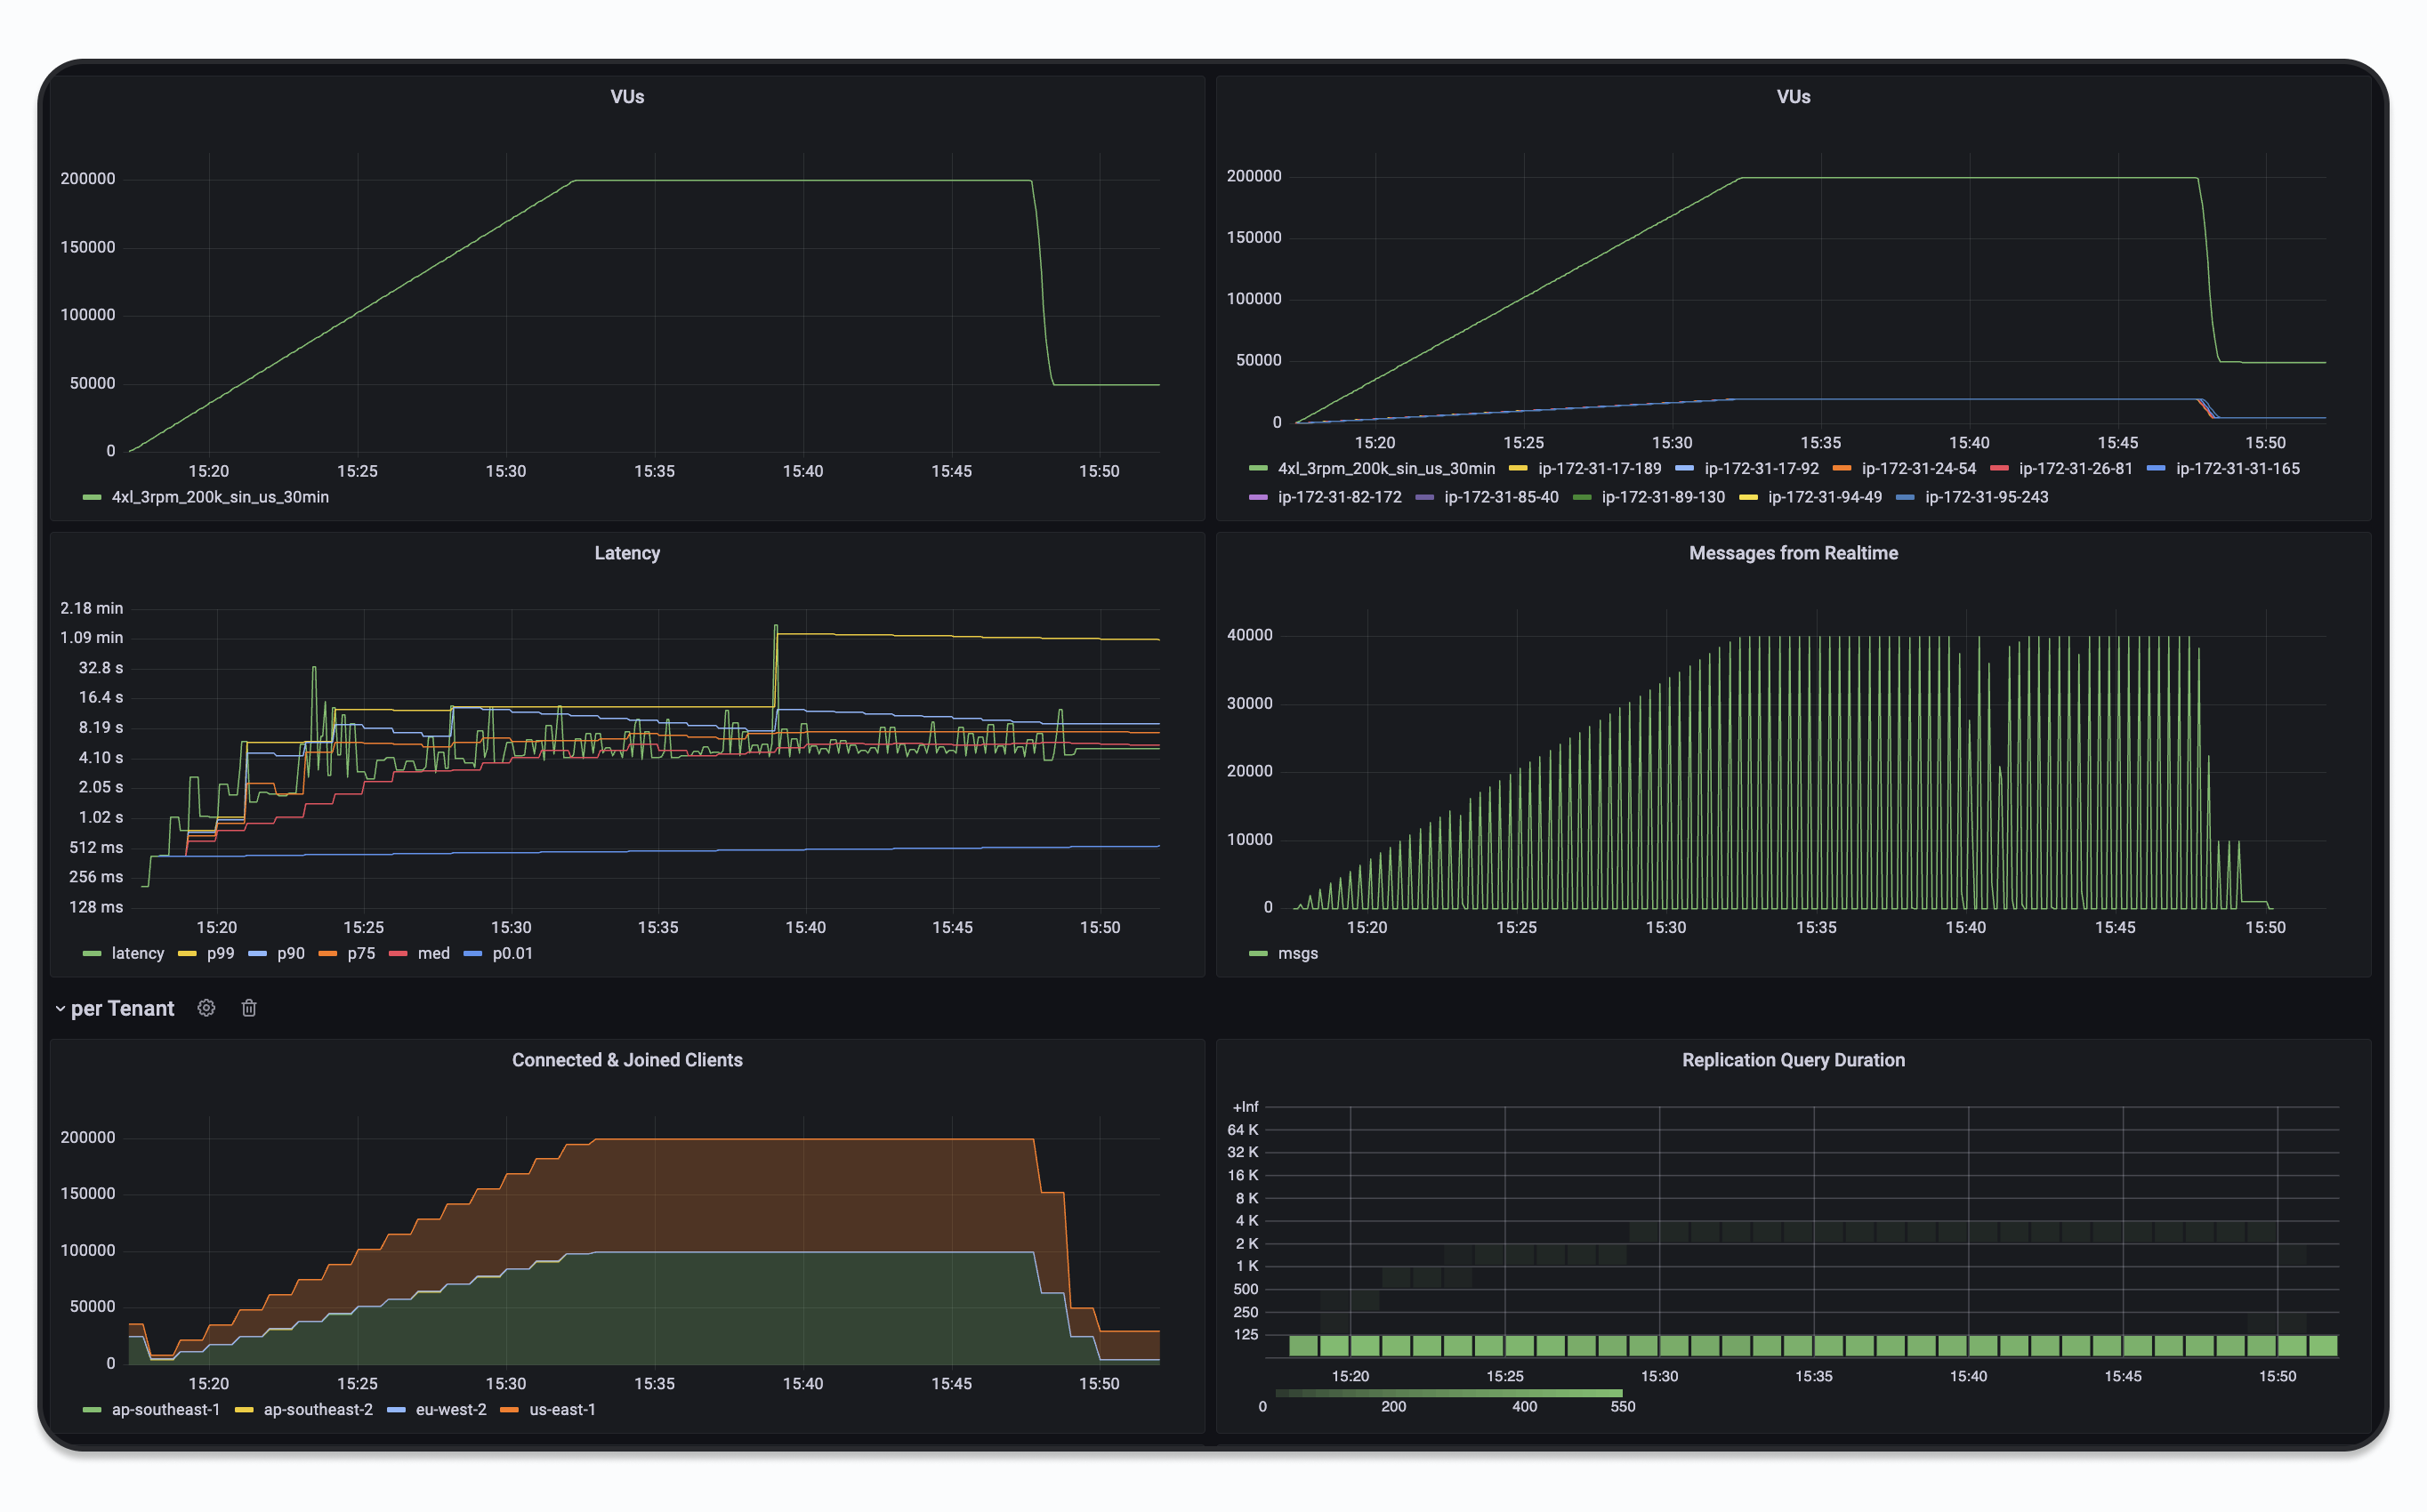 VUs
200000
150000
100000
50000
0
15:20 15:25 15:30 15:35 15:40 15:45 15:50
4xl_3rpm_200k_sin_us_30min
VUs
200000
150000
100000
50000
0
15:20 15:25 15:30 15:35 15:40 15:45 15:50
4xl_3rpm_200k_sin_us_30min ip-172-31-17-189 ip-172-31-17-92 ip-172-31-24-54 ip-172-31-26-81 ip-172-31-31-165
ip-172-31-82-172 ip-172-31-85-40 ip-172-31-89-130 ip-172-31-94-49 ip-172-31-95-243
Latency
2.18 min
1.09 min
32.8 s
16.4 s
8.19 s
4.10 s
2.05 s
1.02 s
512 ms
256 ms
128 ms
15:20 15:25 15:30 15:35 15:40 15:45 15:50
latency p99 p90 p75 med p0.01
Messages from Realtime
40000
30000
20000
10000
0
15:20 15:25 15:30 15:35 15:40 15:45 15:50
msgs
per Tenant
Connected & Joined Clients
200000
150000
100000
50000
0
15:20 15:25 15:30 15:35 15:40 15:45 15:50
ap-southeast-1 ap-southeast-2 eu-west-2 us-east-1
Replication Query Duration
+Inf
64 K
32 K
16 K
8 K
4 K
2 K
1 K
500
250
125
15:20 15:25 15:30 15:35 15:40 15:45 15:50
0 200 400 550